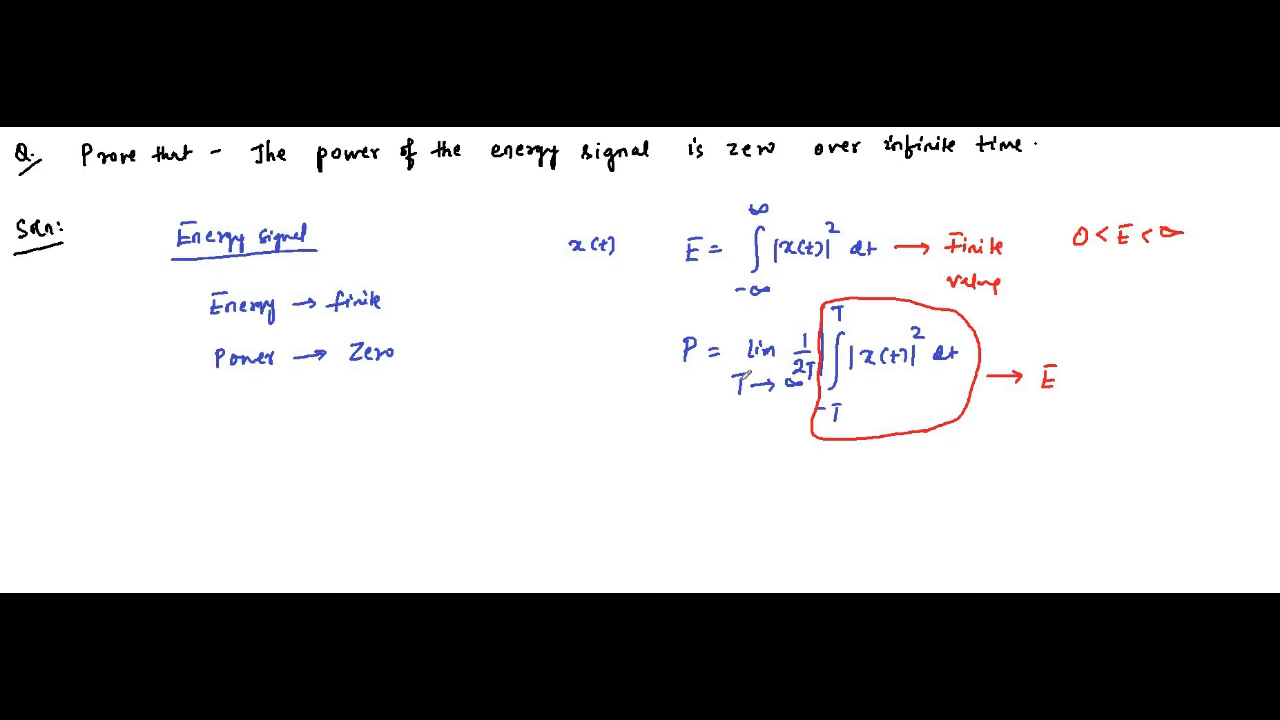 Q. Prove that - The power of the energy signal is zero over infinite time.
Soln:
Energy signal
Energy → finite
Power → Zero
x(t)
E = ∫_{-∞}^{∞} |x(t)|² dt → Finite value
0 < E < ∞
P = lim_{T→∞} 1/2T ∫_{-T}^{T} |x(t)|² dt → E